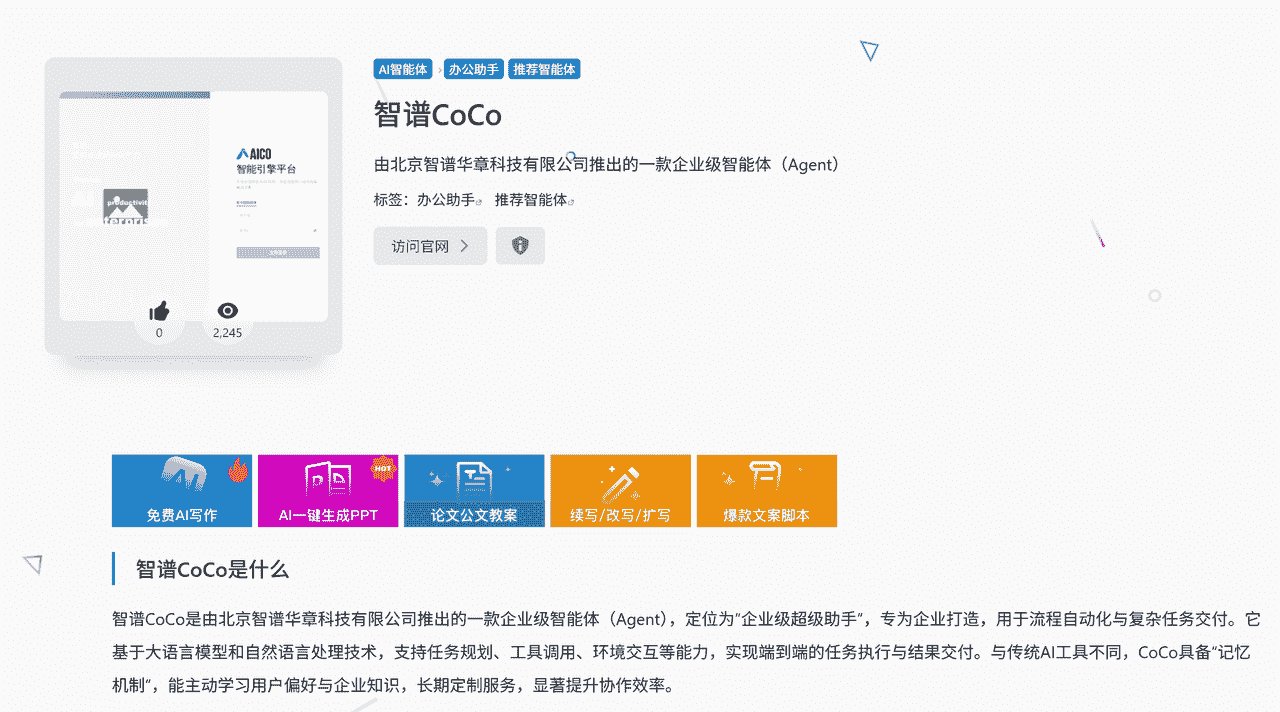 AI智能体 › 办公助手 推荐智能体
智谱CoCo
由北京智谱华章科技有限公司推出的一款企业级智能体（Agent）
标签：办公助手 推荐智能体
访问官网
AICO
智能引擎平台
productivit
terpris
0
2,245
免费AI写作
HOT
AI一键生成PPT
论文公文教案
续写/改写/扩写
爆款文案脚本
智谱CoCo是什么
智谱CoCo是由北京智谱华章科技有限公司推出的一款企业级智能体（Agent），定位为“企业级超级助手”，专为企业打造，用于流程自动化与复杂任务交付。它
基于大语言模型和自然语言处理技术，支持任务规划、工具调用、环境交互等能力，实现端到端的任务执行与结果交付。与传统AI工具不同，CoCo具备“记忆
机制”，能主动学习用户偏好与企业知识，长期定制服务，显著提升协作效率。